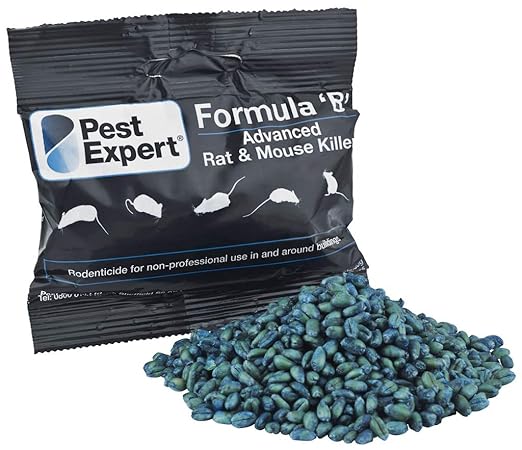 Pest
Expert®
Formula 'B'
Advanced
Rat & Mouse Killer
Rodenticide for non-professional use in and around buildings.